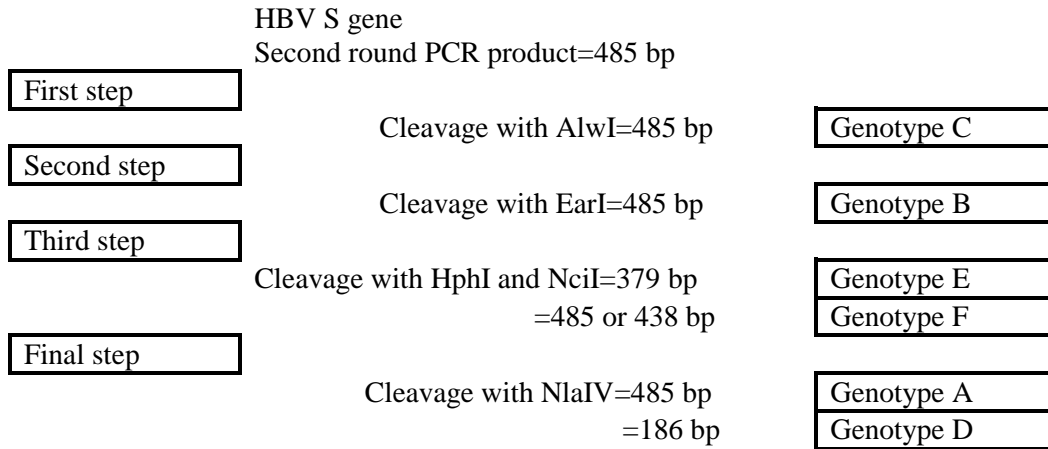 HBV S gene
Second round PCR product=485 bp
First step
Cleavage with AlwI=485 bp Genotype C
Second step
Cleavage with EarI=485 bp Genotype B
Third step
Cleavage with HphI and NciI=379 bp Genotype E
=485 or 438 bp Genotype F
Final step
Cleavage with NlaIV=485 bp Genotype A
=186 bp Genotype D